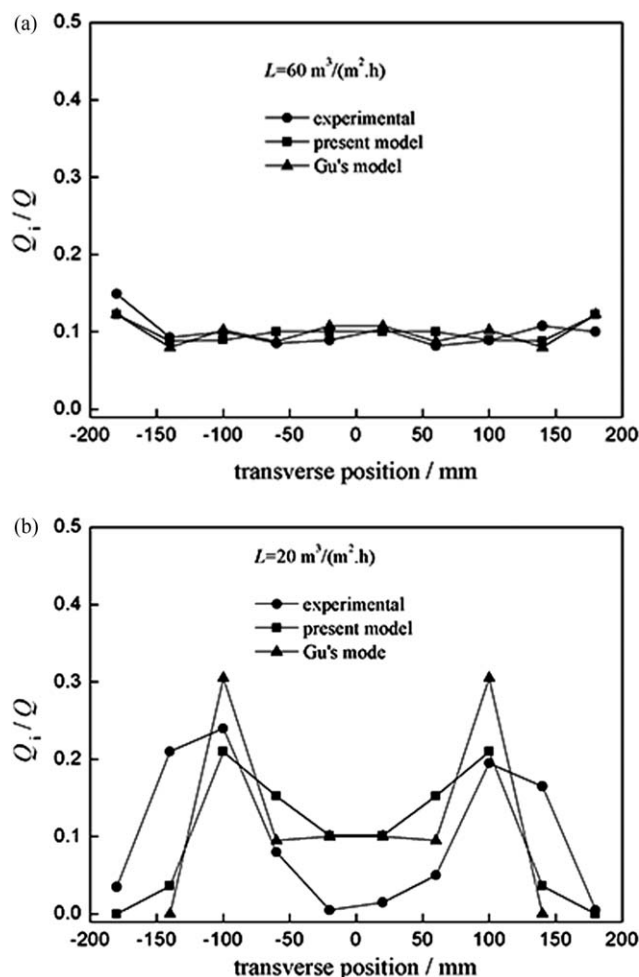 (a)
0.5
0.4
0.3
0.2
0.1
0.0
Q_i / Q
L=60 m³/(m².h)
experimental
present model
Gu's model
-200 -150 -100 -50 0 50 100 150 200
transverse position / mm
(b)
0.5
0.4
0.3
0.2
0.1
0.0
Q_i / Q
L=20 m³/(m².h)
experimental
present model
Gu's mode
-200 -150 -100 -50 0 50 100 150 200
transverse position / mm